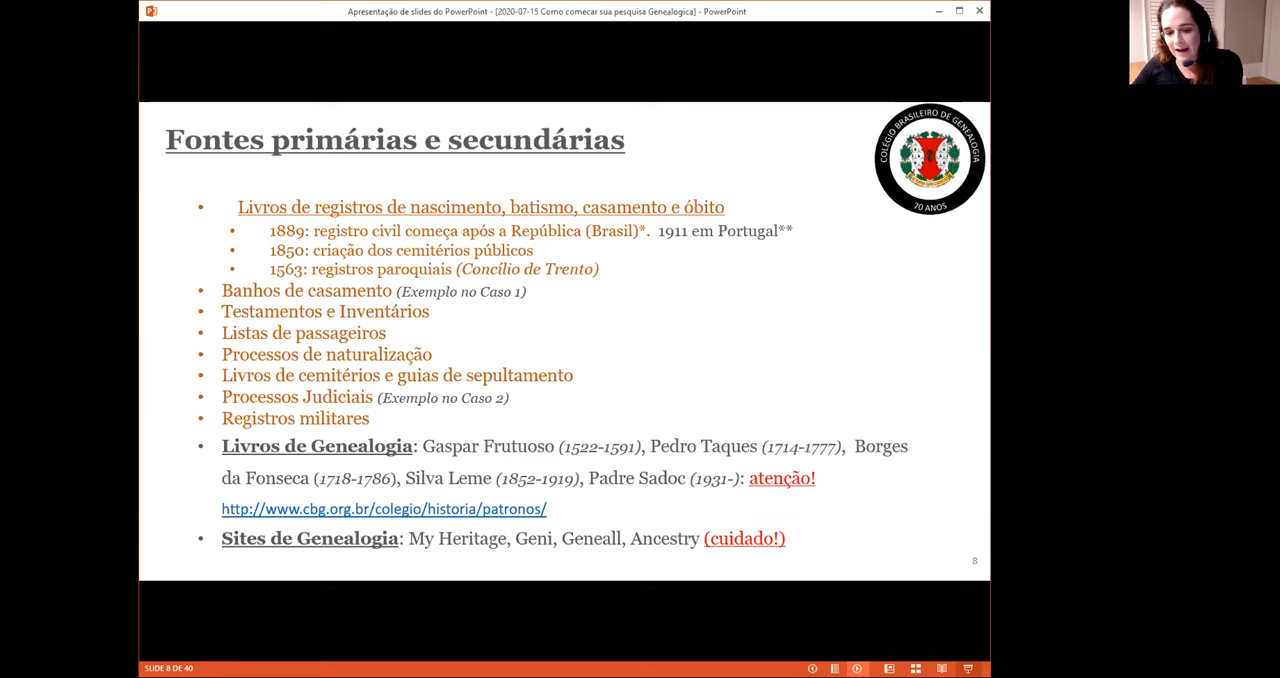 Apresentação de slides do PowerPoint - [2020-07-15 Como comecar sua pesquisa Genealogica] - PowerPoint
Fontes primárias e secundárias
COLÉGIO BRASILEIRO DE GENEALOGIA
70 ANOS
• Livros de registros de nascimento, batismo, casamento e óbito
• 1889: registro civil começa após a República (Brasil)*. 1911 em Portugal**
• 1850: criação dos cemitérios públicos
• 1563: registros paroquiais (Concílio de Trento)
• Banhos de casamento (Exemplo no Caso 1)
• Testamentos e Inventários
• Listas de passageiros
• Processos de naturalização
• Livros de cemitérios e guias de sepultamento
• Processos Judiciais (Exemplo no Caso 2)
• Registros militares
• Livros de Genealogia: Gaspar Frutuoso (1522-1591), Pedro Taques (1714-1777), Borges
da Fonseca (1718-1786), Silva Leme (1852-1919), Padre Sadoc (1931-): atenção!
http://www.cbg.org.br/colegio/historia/patronos/
• Sites de Genealogia: My Heritage, Geni, Geneall, Ancestry (cuidado!)
8
SLIDE 8 DE 40